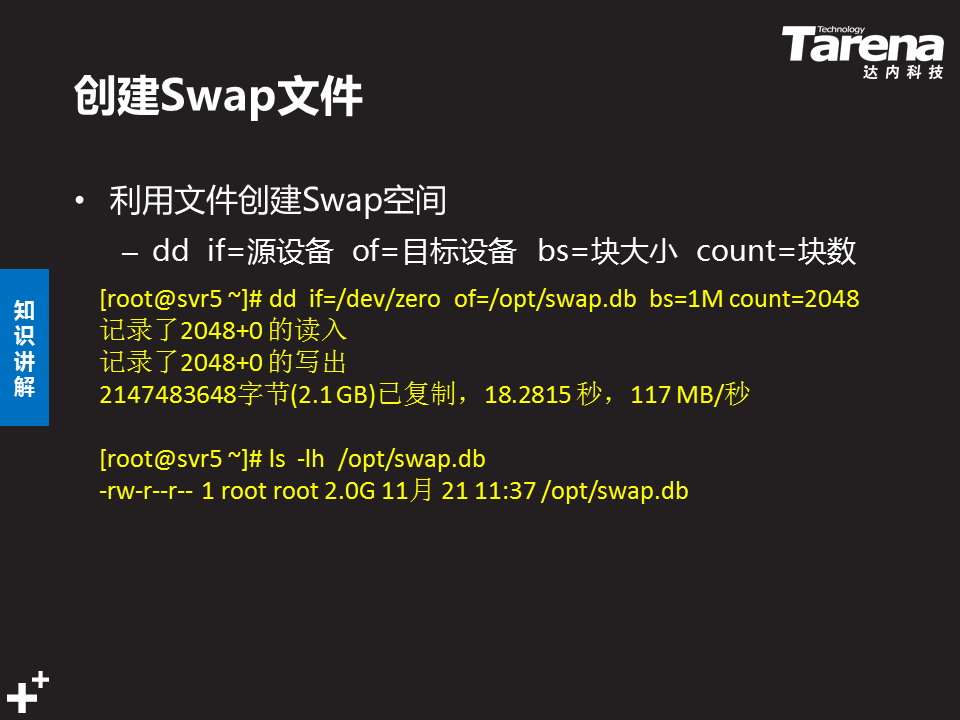 Technology
Tarena
达内科技
创建Swap文件
• 利用文件创建Swap空间
– dd if=源设备 of=目标设备 bs=块大小 count=块数
知识讲解
[root@svr5 ~]# dd if=/dev/zero of=/opt/swap.db bs=1M count=2048
记录了2048+0 的读入
记录了2048+0 的写出
2147483648字节(2.1 GB)已复制，18.2815 秒，117 MB/秒
[root@svr5 ~]# ls -lh /opt/swap.db
-rw-r--r-- 1 root root 2.0G 11月 21 11:37 /opt/swap.db